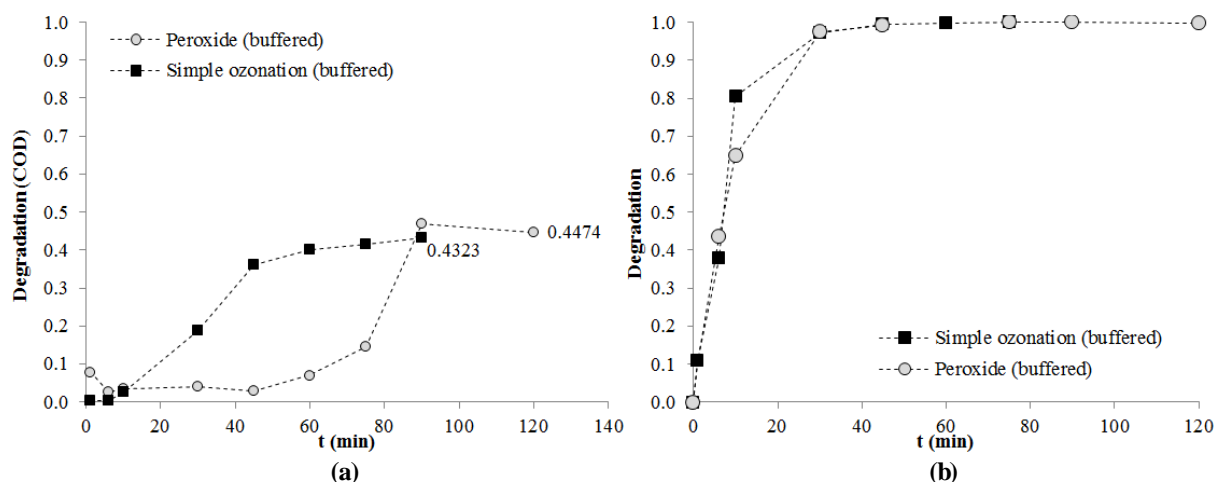 1.0
0.9
0.8
0.7
0.6
0.5
0.4
0.3
0.2
0.1
0.0
Degradation (COD)
Peroxide (buffered)
Simple ozonation (buffered)
0.4474
0.4323
0 20 40 60 80 100 120 140
t (min)
(a)
1.0
0.9
0.8
0.7
0.6
0.5
0.4
0.3
0.2
0.1
0.0
Degradation
Simple ozonation (buffered)
Peroxide (buffered)
0 20 40 60 80 100 120
t (min)
(b)